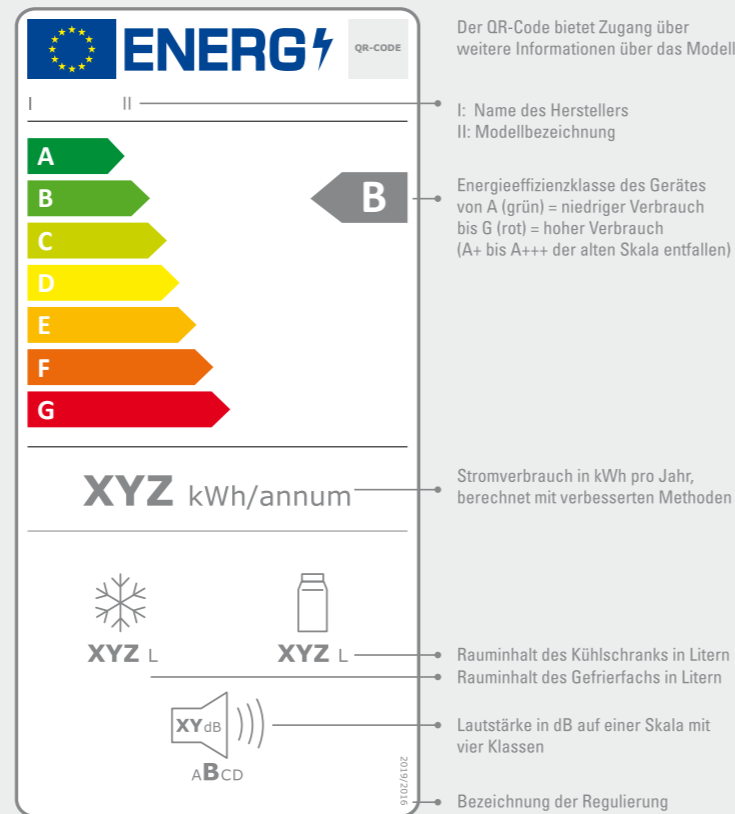 ENERG
QR-CODE
Der QR-Code bietet Zugang über
weitere Informationen über das Modell
I II
I: Name des Herstellers
II: Modellbezeichnung
A
B
C
D
E
F
G
B
Energieeffizienzklasse des Gerätes
von A (grün) = niedriger Verbrauch
bis G (rot) = hoher Verbrauch
(A+ bis A+++ der alten Skala entfallen)
XYZ kWh/annum
Stromverbrauch in kWh pro Jahr,
berechnet mit verbesserten Methoden
XYZ L
XYZ L
Rauminhalt des Kühlschranks in Litern
Rauminhalt des Gefrierfachs in Litern
XY dB
ABCD
Lautstärke in dB auf einer Skala mit
vier Klassen
2019/2016
Bezeichnung der Regulierung